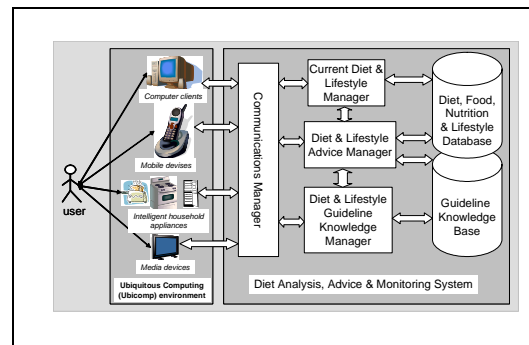 Computer clients
Mobile devises
Intelligent household
appliances
Media devices
user
Ubiquitous Computing
(Ubicomp) environment
Communications Manager
Current Diet &
Lifestyle
Manager
Diet & Lifestyle
Advice Manager
Diet & Lifestyle
Guideline
Knowledge
Manager
Diet, Food,
Nutrition
& Lifestyle
Database
Guideline
Knowledge
Base
Diet Analysis, Advice & Monitoring System